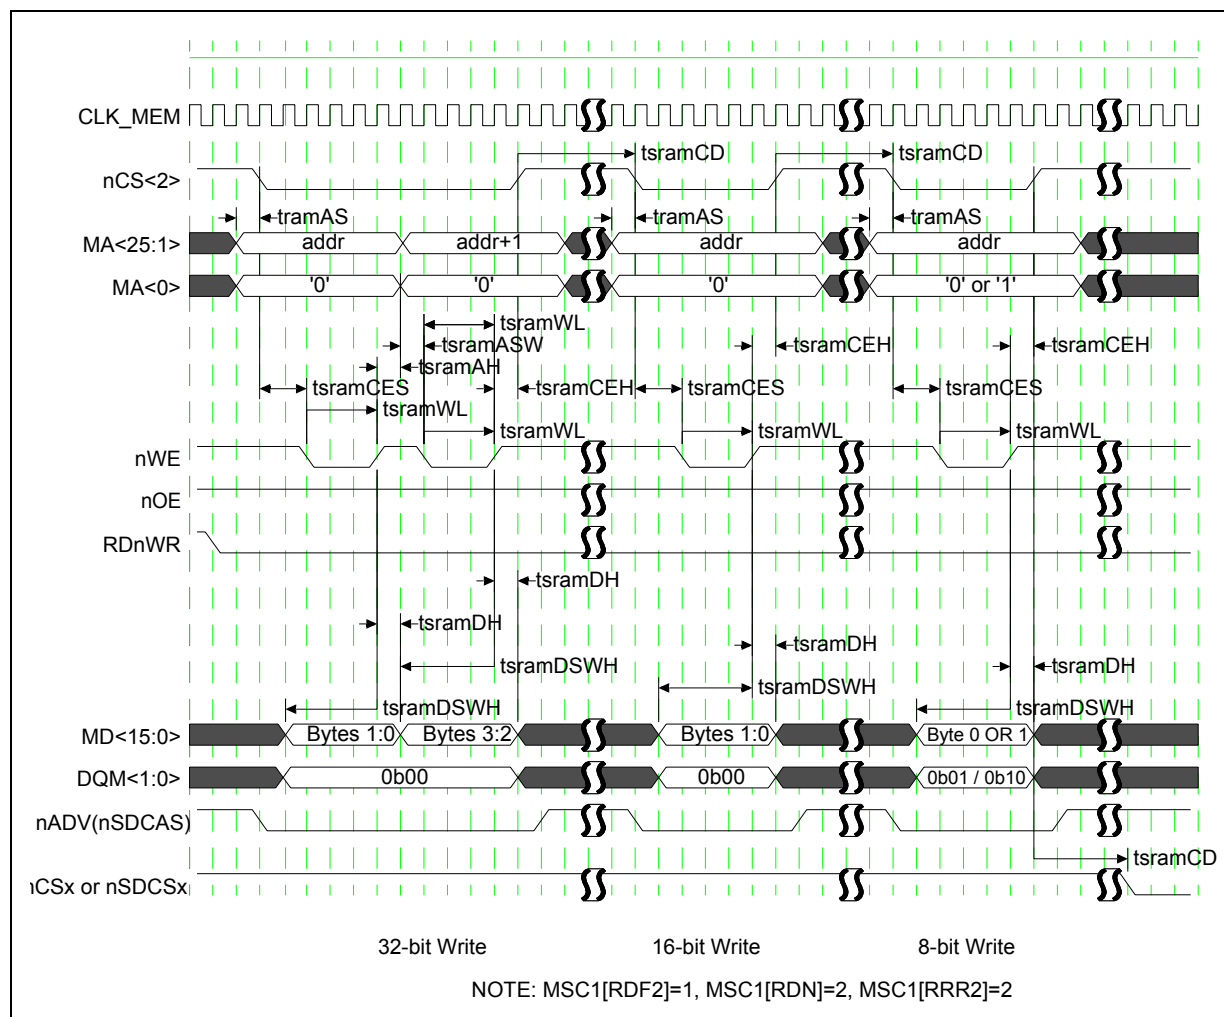 CLK_MEM
tsramCD tsramCD
nCS<2>
tramAS tramAS tramAS
MA<25:1> addr addr+1 addr addr
MA<0> '0' '0' '0' '0' or '1'
tsramWL
tsramASW tsramCEH tsramCEH
tsramAH
tsramCES tsramCEH tsramCES tsramCES
tsramWL
tsramWL tsramWL tsramWL
nWE
nOE
RDnWR
tsramDH
tsramDH
tsramDH
tsramDSWH tsramDH
tsramDSWH
tsramDSWH tsramDSWH
MD<15:0> Bytes 1:0 Bytes 3:2 Bytes 1:0 Byte 0 OR 1
DQM<1:0> 0b00 0b00 0b01 / 0b10
nADV(nSDCAS)
tsramCD
nCSx or nSDCSx
32-bit Write 16-bit Write 8-bit Write
NOTE: MSC1[RDF2]=1, MSC1[RDN]=2, MSC1[RRR2]=2